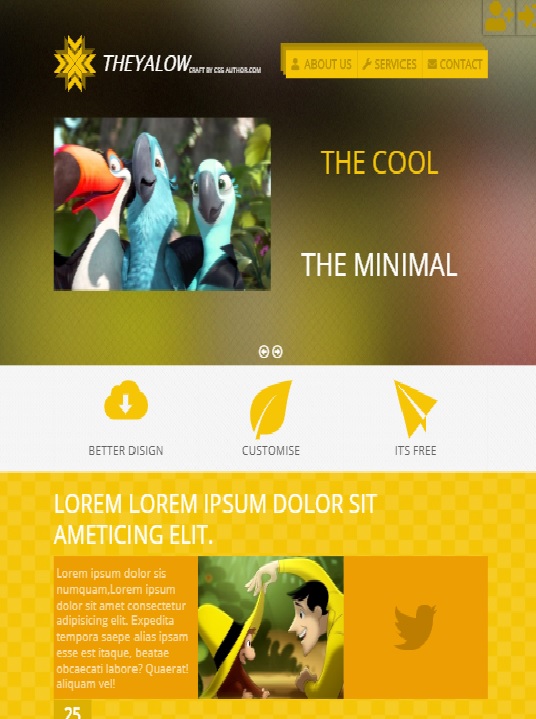 THEYALOW
CRAFT BY CSS AUTHOR.COM
ABOUT US SERVICES CONTACT
THE COOL
THE MINIMAL
BETTER DISIGN CUSTOMISE ITS FREE
LOREM LOREM IPSUM DOLOR SIT
AMETICING ELIT.
Lorem ipsum dolor sis
numquam,Lorem ipsum
dolor sit amet consectetur
adipisicing elit. Expedita
tempora saepe alias ipsam
esse est itaque, beatae
obcaecati labore? Quaerat!
aliquam vel!
25